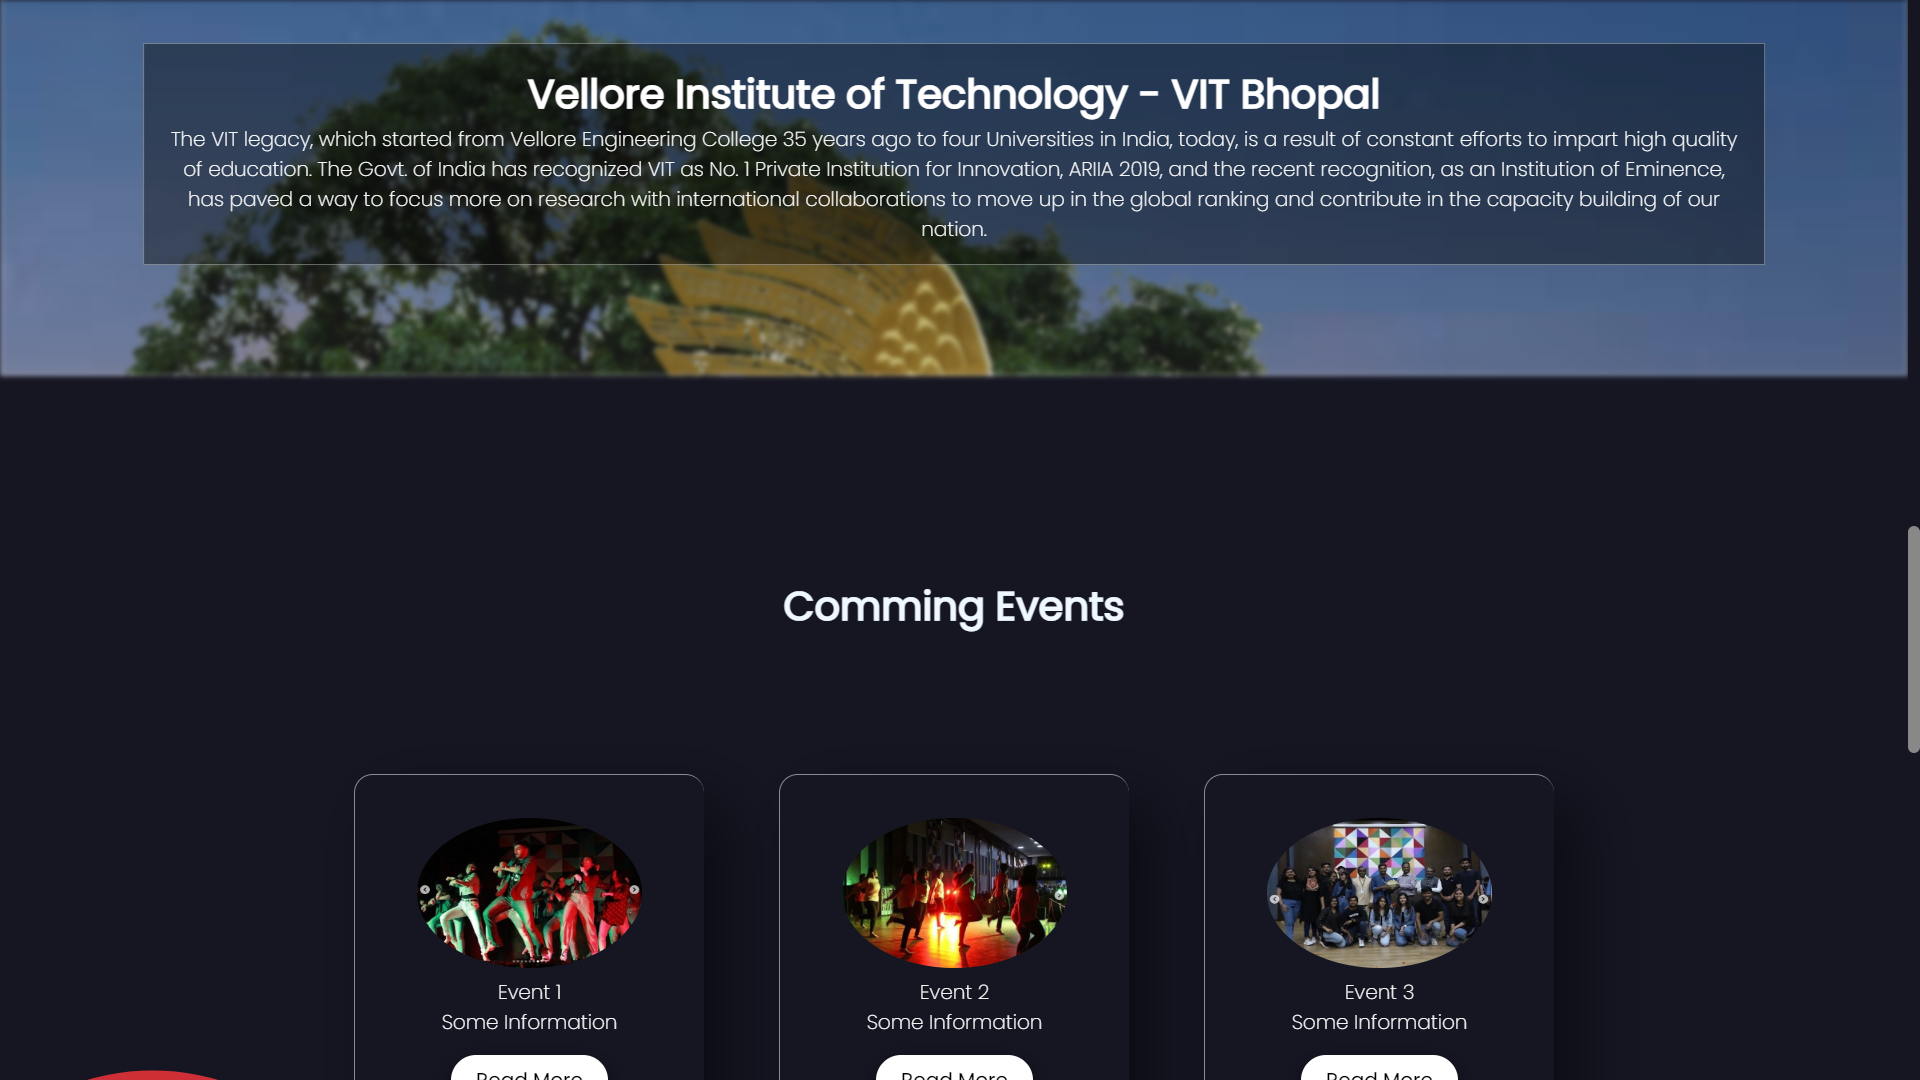 Vellore Institute of Technology - VIT Bhopal
The VIT legacy, which started from Vellore Engineering College 35 years ago to four Universities in India, today, is a result of constant efforts to impart high quality
of education. The Govt. of India has recognized VIT as No. 1 Private Institution for Innovation, ARIIA 2019, and the recent recognition, as an Institution of Eminence,
has paved a way to focus more on research with international collaborations to move up in the global ranking and contribute in the capacity building of our
nation.
Comming Events
Event 1
Some Information
Read More
Event 2
Some Information
Read More
Event 3
Some Information
Read More